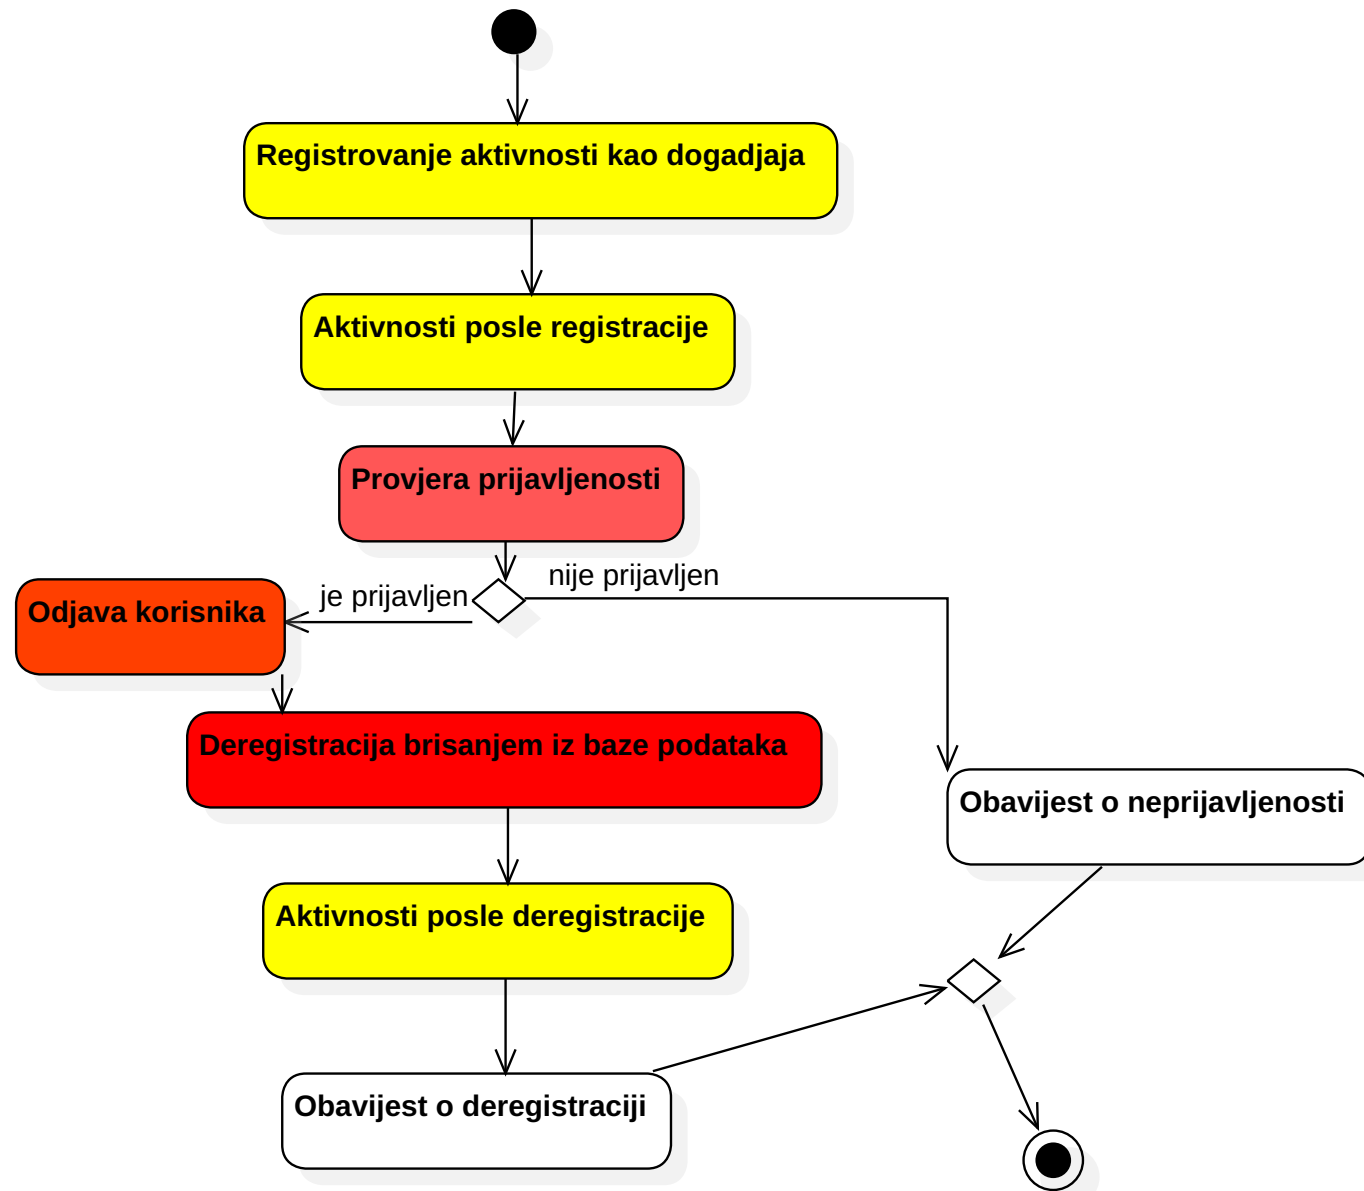 Registrovanje aktivnosti kao dogadjaja
Aktivnosti posle registracije
Provjera prijavljenosti
nije prijavljen
je prijavljen
Odjava korisnika
Deregistracija brisanjem iz baze podataka
Obavijest o neprijavljenosti
Aktivnosti posle deregistracije
Obavijest o deregistraciji